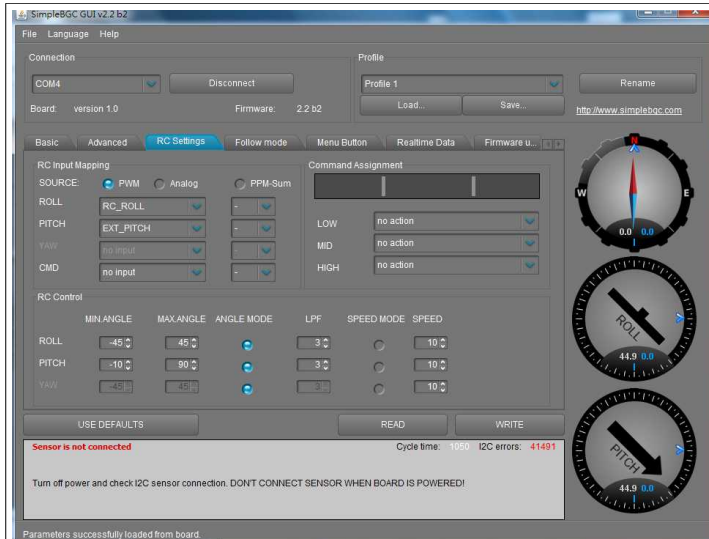 SimpleBGC GUI v2.2 b2
File Language Help
Connection
Profile
COM4
Disconnect
Profile 1
Rename
Board: version 1.0 Firmware: 2.2 b2
Load... Save...
http://www.simplebgc.com
Basic Advanced RC Settings Follow mode Menu Button Realtime Data Firmware u...
RC Input Mapping
Command Assignment
SOURCE: PWM Analog PPM-Sum
ROLL RC_ROLL -
PITCH EXT_PITCH -
YAW no input -
CMD no input -
LOW no action
MID no action
HIGH no action
RC Control
MIN.ANGLE MAX.ANGLE ANGLE MODE LPF SPEED MODE SPEED
ROLL -45 45 3 10
PITCH -10 90 3 10
YAW -45 45 3 10
USE DEFAULTS READ WRITE
Sensor is not connected
Cycle time: 1050 I2C errors: 41491
Turn off power and check I2C sensor connection. DON'T CONNECT SENSOR WHEN BOARD IS POWERED!
Parameters successfully loaded from board.
N
W E
0.0 0.0
ROLL
44.9 0.0
PITCH
44.9 0.0